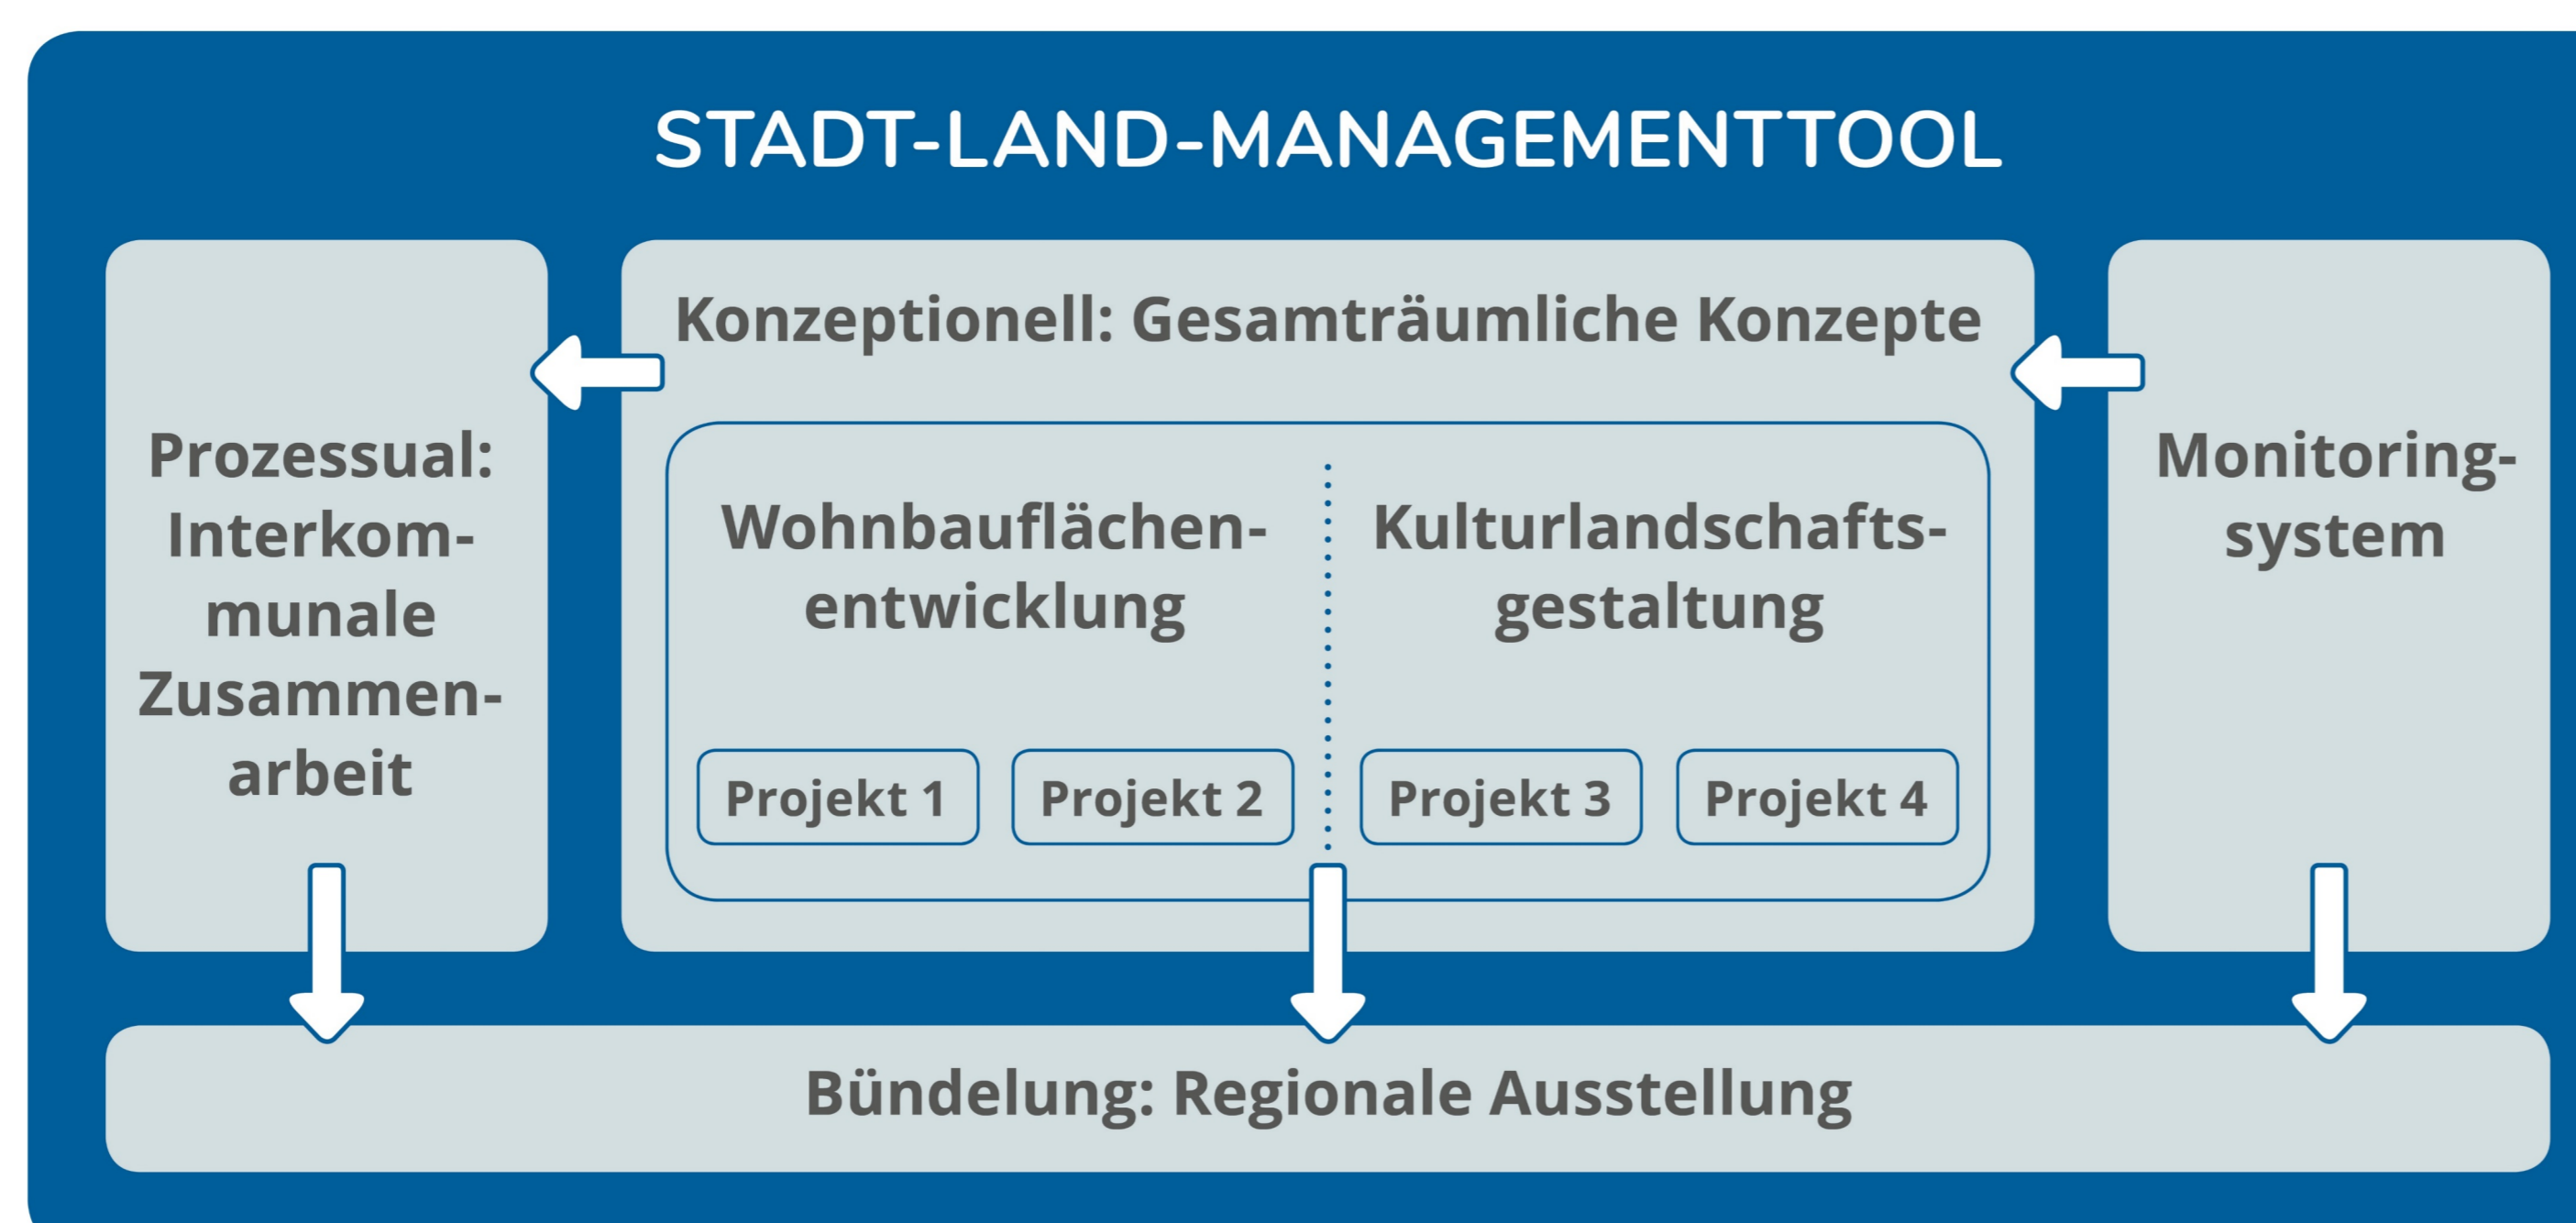 STADT-LAND-MANAGEMENTTOOL
Prozessual:
Interkom-
munale
Zusammen-
arbeit
Konzeptionell: Gesamträumliche Konzepte
Wohnbauflächen-
entwicklung
Projekt 1
Projekt 2
Kulturlandschafts-
gestaltung
Projekt 3
Projekt 4
Monitoring-
system
Bündelung: Regionale Ausstellung